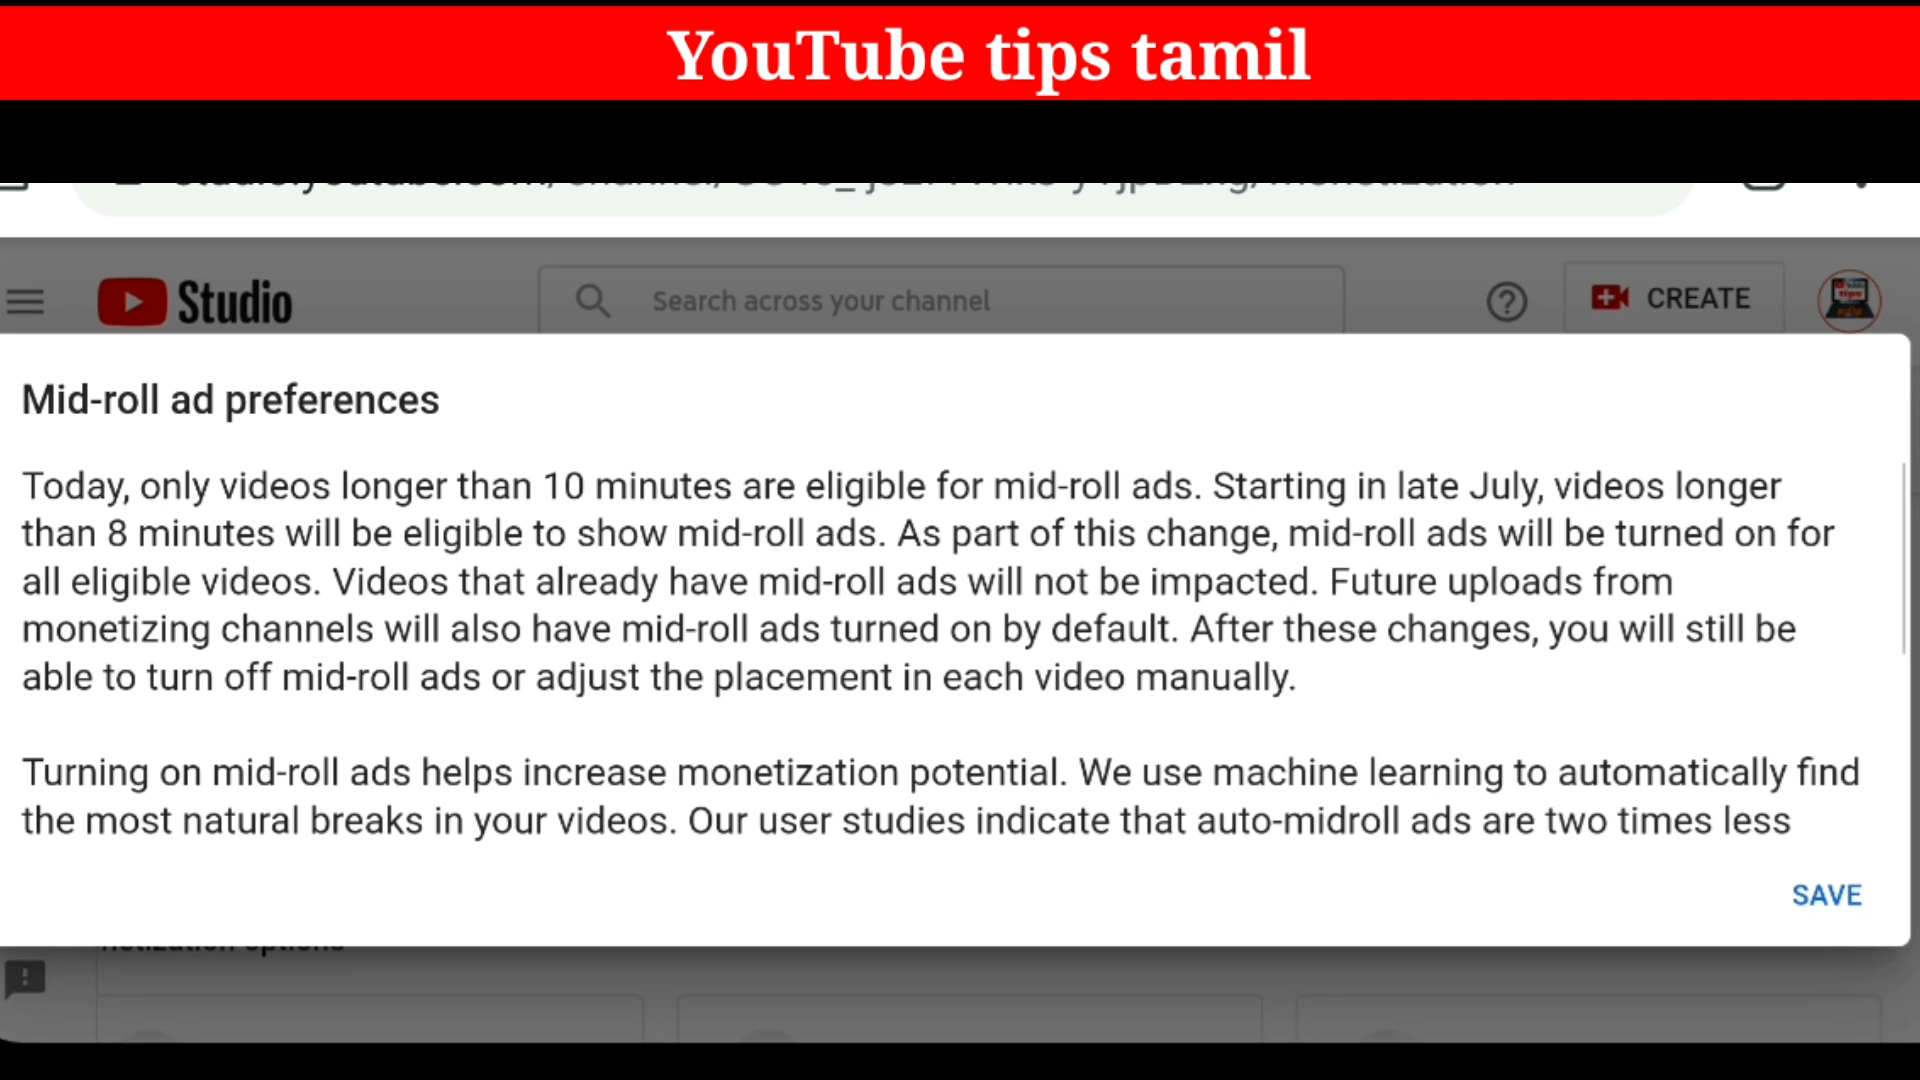 YouTube tips tamil
Studio
Search across your channel
CREATE
Mid-roll ad preferences
Today, only videos longer than 10 minutes are eligible for mid-roll ads. Starting in late July, videos longer
than 8 minutes will be eligible to show mid-roll ads. As part of this change, mid-roll ads will be turned on for
all eligible videos. Videos that already have mid-roll ads will not be impacted. Future uploads from
monetizing channels will also have mid-roll ads turned on by default. After these changes, you will still be
able to turn off mid-roll ads or adjust the placement in each video manually.
Turning on mid-roll ads helps increase monetization potential. We use machine learning to automatically find
the most natural breaks in your videos. Our user studies indicate that auto-midroll ads are two times less
SAVE